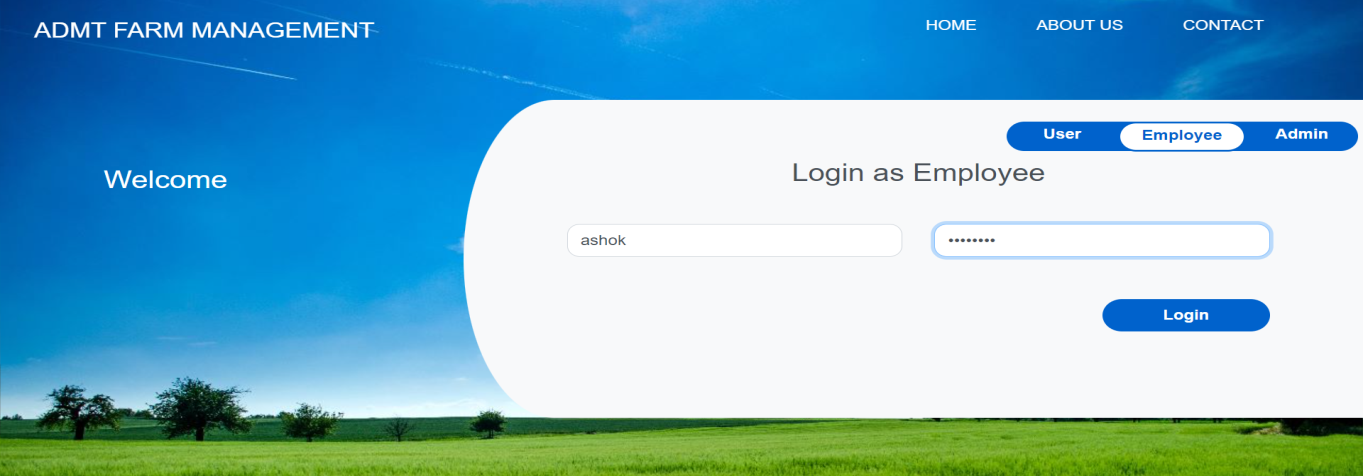 ADMT FARM MANAGEMENT
HOME ABOUT US CONTACT
User Employee Admin
Welcome
Login as Employee
ashok ••••••••
Login